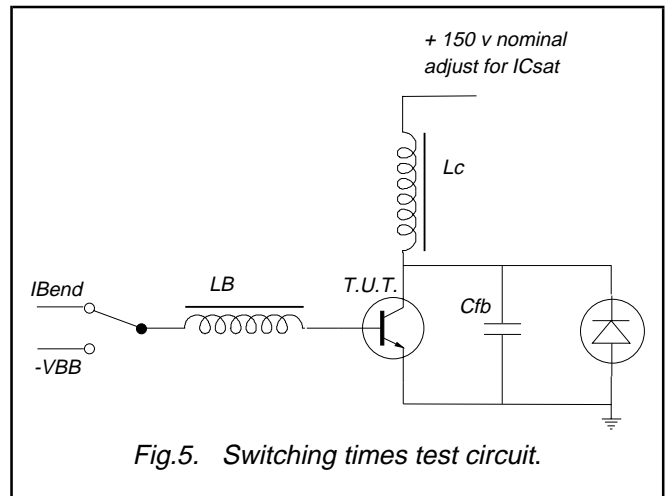 + 150 v nominal
adjust for ICsat
Lc
IBend
LB
T.U.T.
Cfb
-VBB
Fig.5. Switching times test circuit.